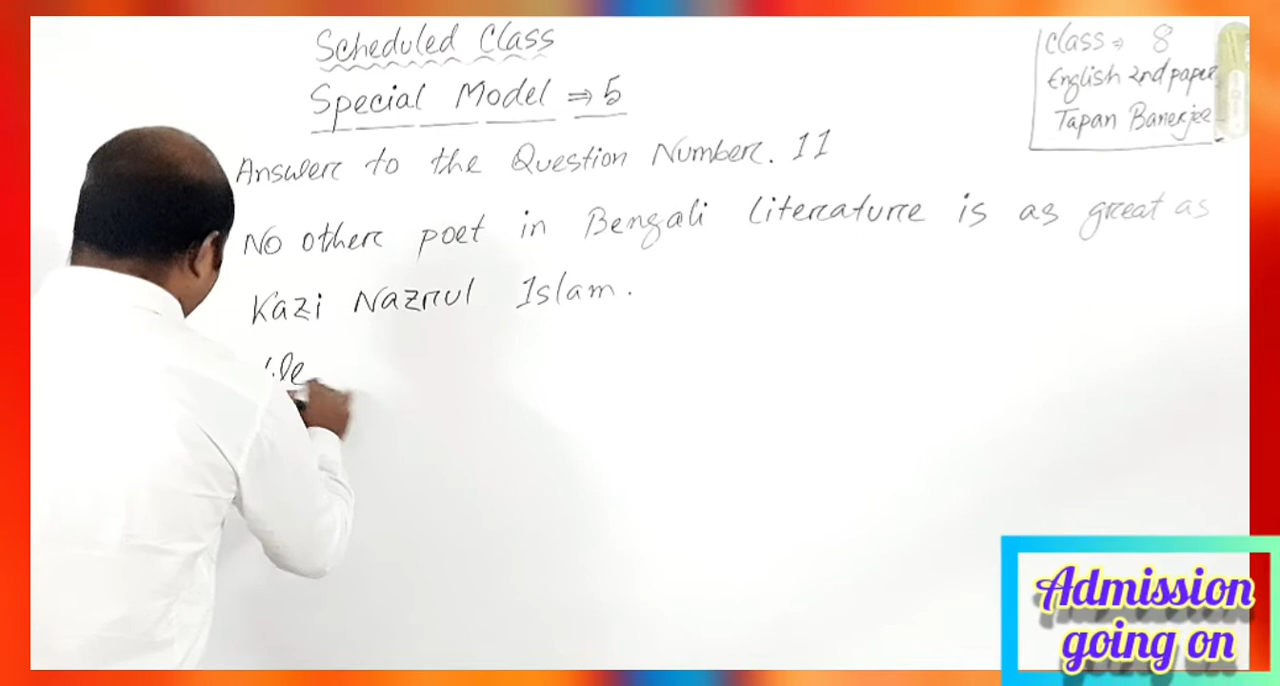 Scheduled Class
Special Model ⇒ 5
Class ⇒ 8
English 2nd paper
Tapan Banerjee
Answer to the Question Number. 11
No other poet in Bengali Literature is as great as
Kazi Nazrul Islam.
Admission
going on